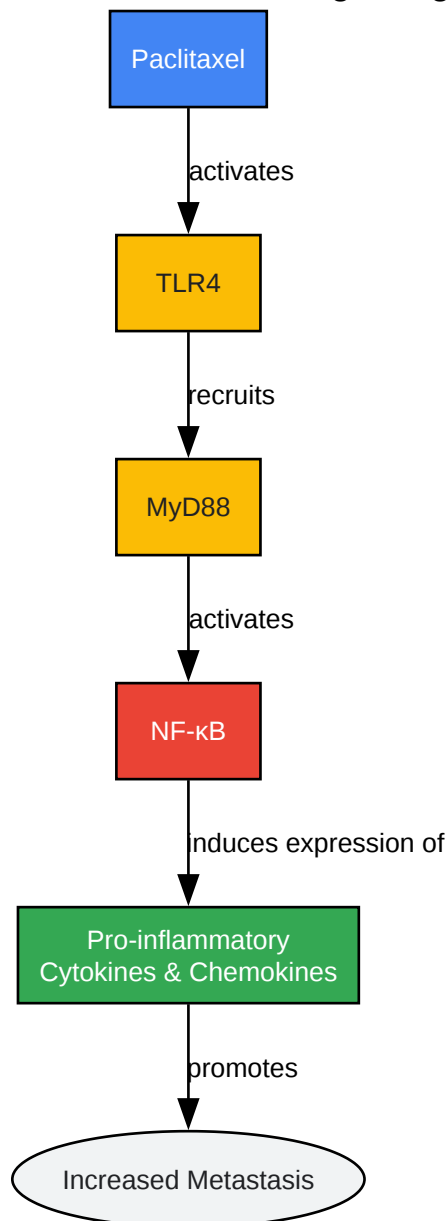 Paclitaxel
activates
TLR4
recruits
MyD88
activates
NF-κB
induces expression of
Pro-inflammatory
Cytokines & Chemokines
promotes
Increased Metastasis